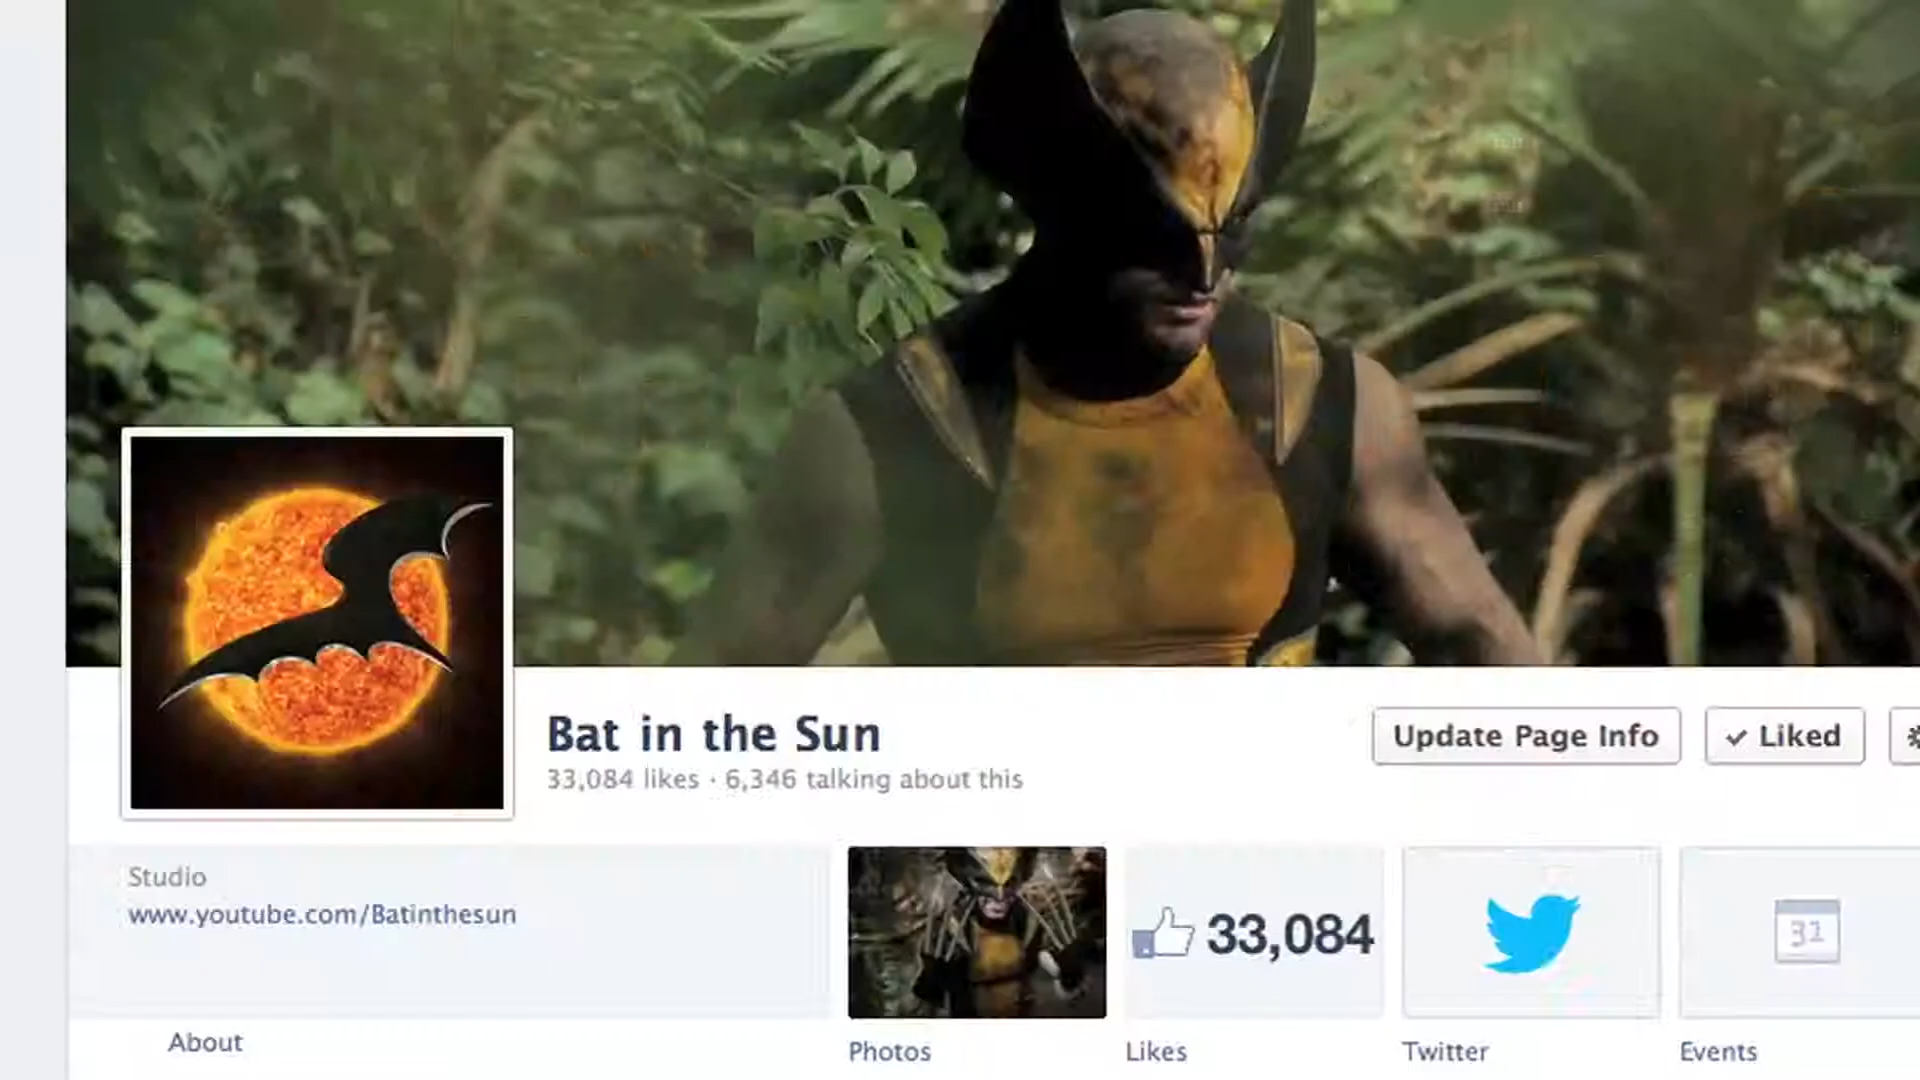 Bat in the Sun
Update Page Info
✓ Liked
33,084 likes · 6,346 talking about this
Studio
www.youtube.com/Batinthesun
33,084
31
About
Photos
Likes
Twitter
Events